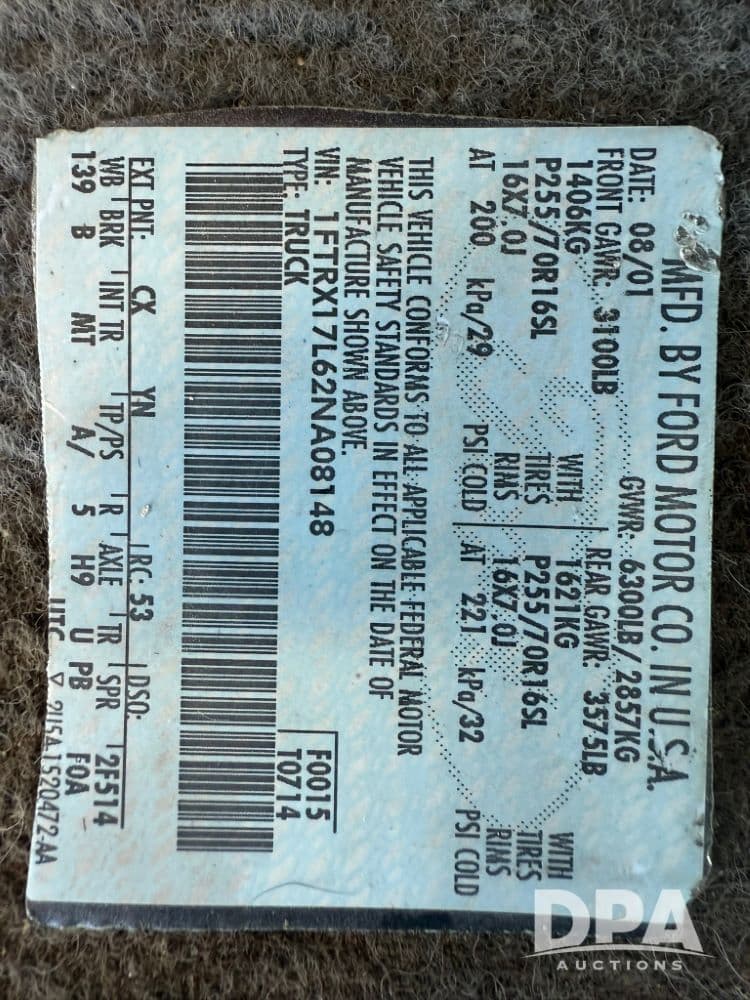 MFD. BY FORD MOTOR CO. IN U.S.A.
DATE: 08/01 GVWR: 6300LB/ 2857KG
FRONT GAWR: 3100LB REAR GAWR: 3575LB
1406KG WITH 1621KG WITH
P255/70R16SL TIRES P255/70R16SL TIRES
16X7.0J RIMS 16X7.0J RIMS
AT 200 kPa/29 PSI COLD AT 221 kPa/32 PSI COLD
THIS VEHICLE CONFORMS TO ALL APPLICABLE FEDERAL MOTOR
VEHICLE SAFETY STANDARDS IN EFFECT ON THE DATE OF
MANUFACTURE SHOWN ABOVE.
VIN: 1FTRX17L62NA08148 F0015
TYPE: TRUCK T0714
EXT PNT: CX YN RC: 53 DSO:
WB BRK INT TR TP/PS R AXLE TR SPR 2F514
139 B MT A/ 5 H9 U PB F0A
UTC
DPA
AUCTIONS